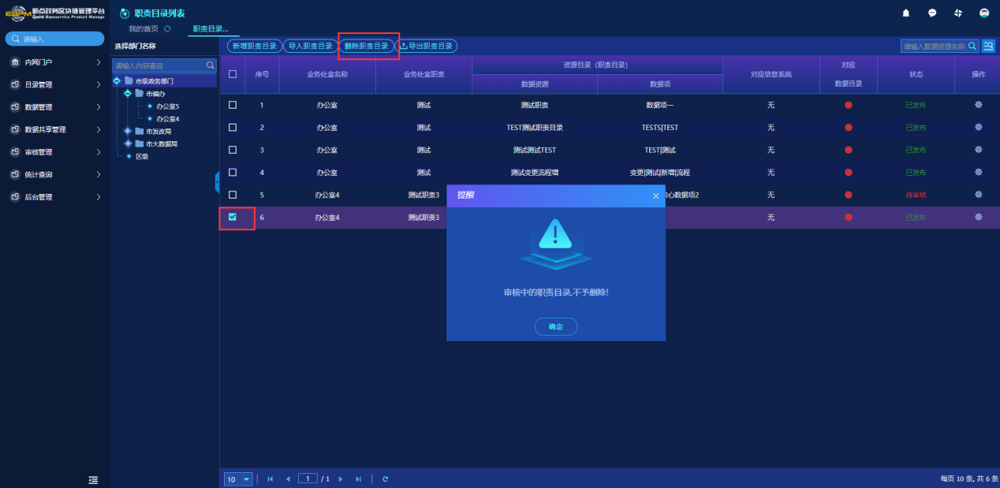 新点政务区块链管理平台
职责目录列表
我的首页
职责目录...
请输入
选择部门名称
新增职责目录
导入职责目录
删除职责目录
导出职责目录
请输入数据资源名称
内网门户
目录管理
数据管理
数据共享管理
审核管理
统计查询
后台管理
请输入内容查询
市级政务部门
市编办
办公室5
办公室4
市发改局
市大数据局
区级
序号 业务处室名称 业务处室职责 资源目录（职责目录） 对应信息系统 对应 状态 操作
数据资源 数据项 数据目录
1 办公室 测试 测试职责 数据项一 无 已发布
2 办公室 测试 TEST测试职责目录 TESTS|TEST 无 已发布
3 办公室 测试 测试测试TEST TEST|测试 无 已发布
4 办公室 测试 测试变更流程增 变更|测试|新增|流程 无 已发布
5 办公室4 测试职责3 心数据项2 无 待审核
6 办公室4 测试职责3 无 已发布
提醒
审核中的职责目录,不予删除!
确定
10 1 / 1
每页 10 条, 共 6 条